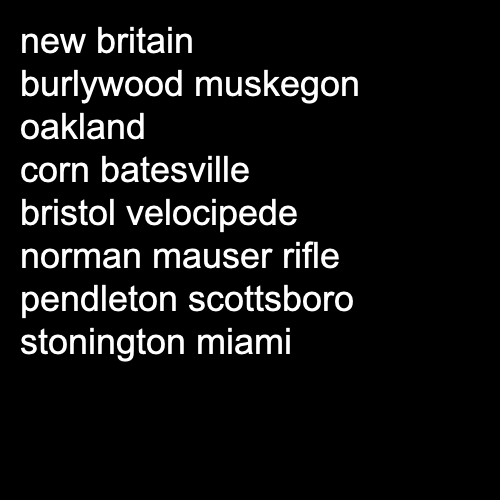 new britain
burlywood muskegon
oakland
corn batesville
bristol velocipede
norman mauser rifle
pendleton scottsboro
stonington miami